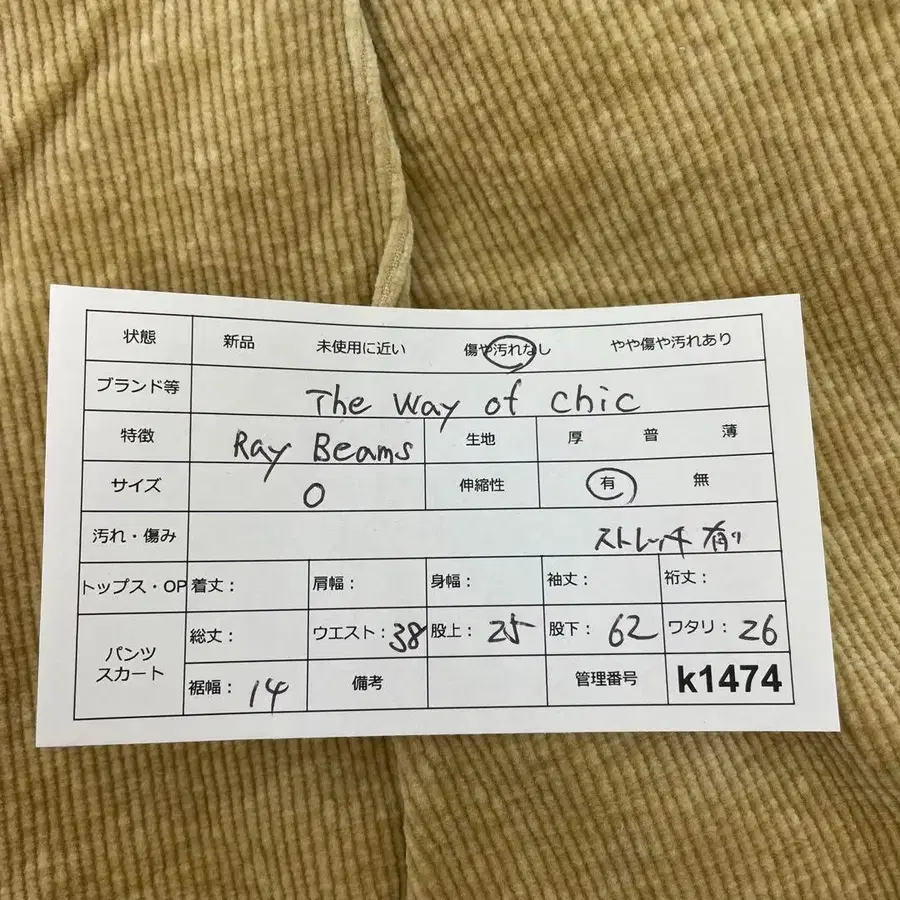 状態 新品 未使用に近い 傷や汚れなし やや傷や汚れあり
ブランド等 The Way of Chic
特徴 Ray Beams 生地 厚 普 薄
サイズ 0 伸縮性 有 無
汚れ・傷み ストレッチ有り
トップス・OP 着丈: 肩幅: 身幅: 袖丈: 裄丈:
パンツ スカート 総丈: ウエスト: 38 股上: 25 股下: 62 ワタリ: 26
裾幅: 14 備考 管理番号 k1474